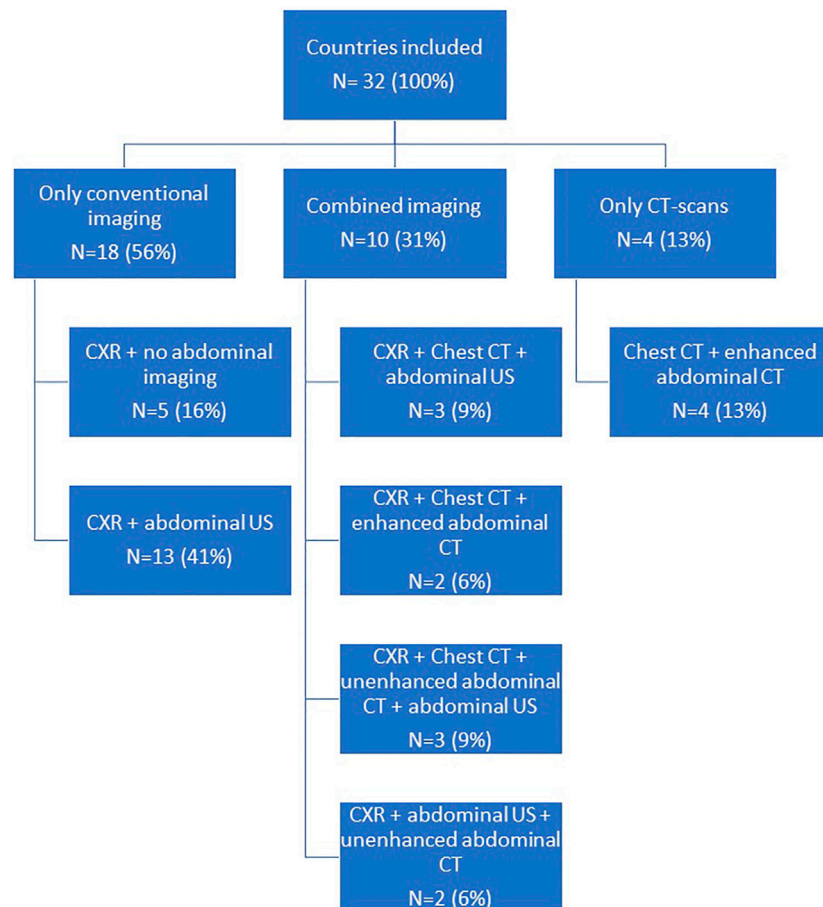 Countries included
N= 32 (100%)
Only conventional
imaging
N=18 (56%)
Combined imaging
N=10 (31%)
Only CT-scans
N=4 (13%)
CXR + no abdominal
imaging
N=5 (16%)
CXR + abdominal US
N=13 (41%)
CXR + Chest CT +
abdominal US
N=3 (9%)
CXR + Chest CT +
enhanced abdominal
CT
N=2 (6%)
CXR + Chest CT +
unenhanced abdominal
CT + abdominal US
N=3 (9%)
CXR + abdominal US +
unenhanced abdominal
CT
N=2 (6%)
Chest CT + enhanced
abdominal CT
N=4 (13%)